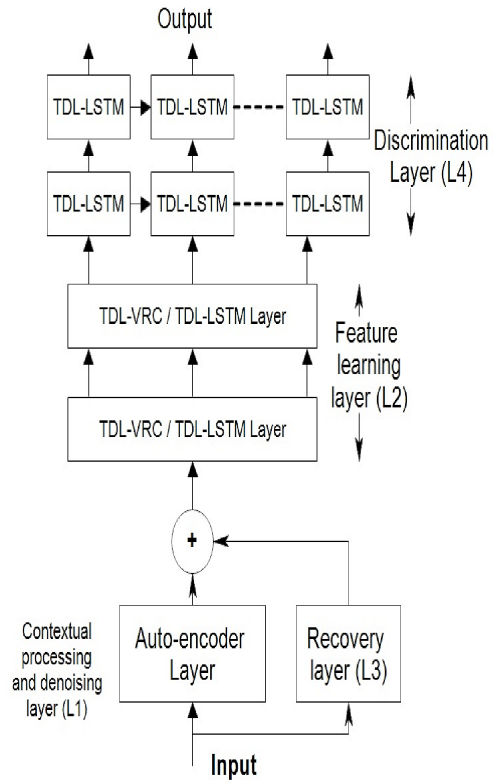 Output
TDL-LSTM TDL-LSTM TDL-LSTM
Discrimination
Layer (L4)
TDL-LSTM TDL-LSTM TDL-LSTM
TDL-VRC / TDL-LSTM Layer
Feature
learning
layer (L2)
TDL-VRC / TDL-LSTM Layer
+
Contextual
processing
and denoising
layer (L1)
Auto-encoder
Layer
Recovery
layer (L3)
Input